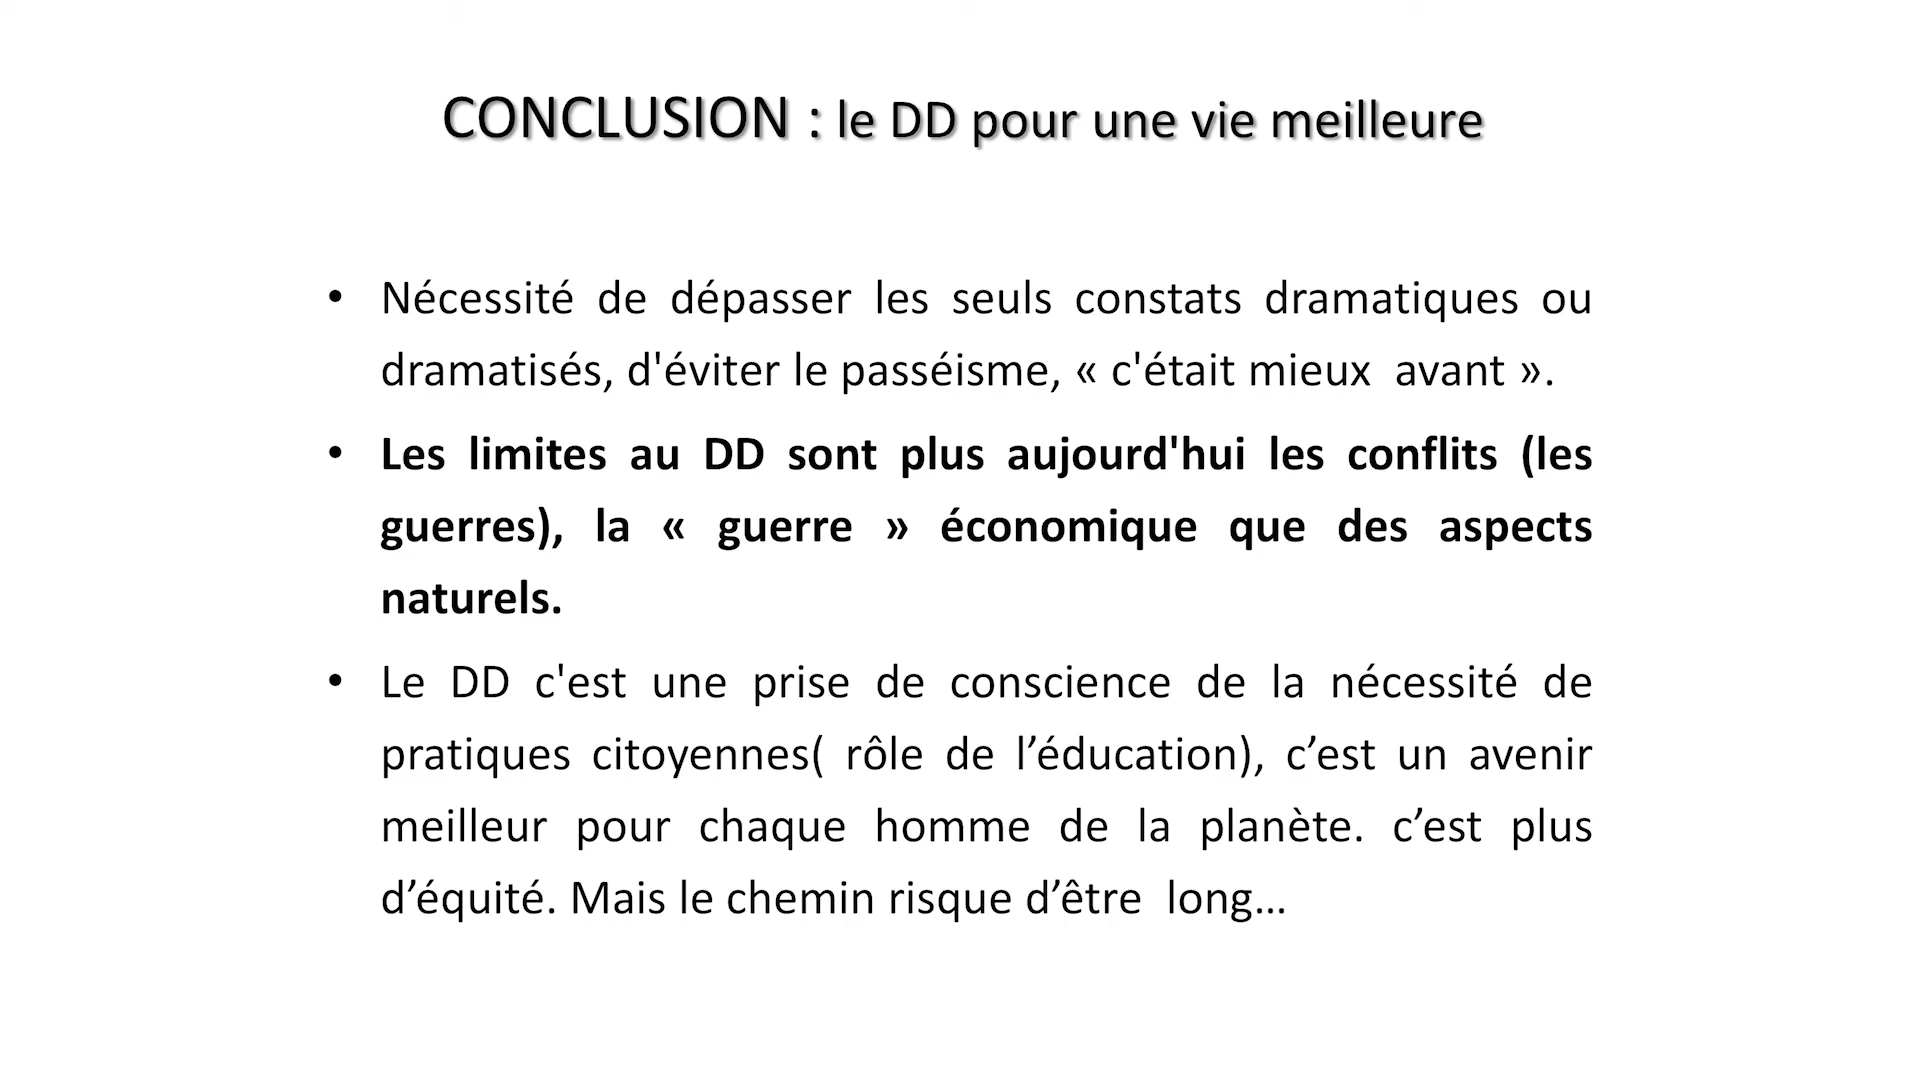 CONCLUSION : le DD pour une vie meilleure
• Nécessité de dépasser les seuls constats dramatiques ou
dramatisés, d'éviter le passéisme, « c'était mieux  avant ».
• Les limites au DD sont plus aujourd'hui les conflits (les
guerres), la « guerre » économique que des aspects
naturels.
• Le DD c'est une prise de conscience de la nécessité de
pratiques citoyennes( rôle de l’éducation), c’est un avenir
meilleur pour chaque homme de la planète. c’est plus
d’équité. Mais le chemin risque d’être  long…